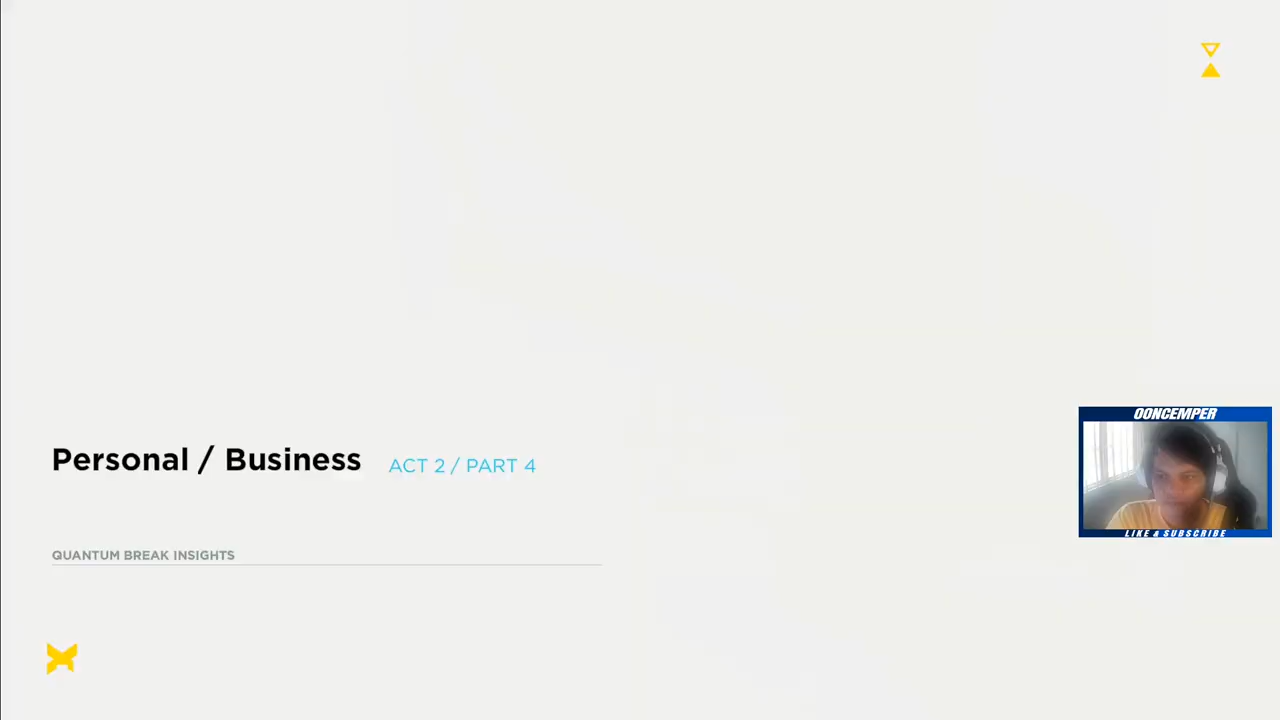 Personal / Business ACT 2 / PART 4
OONCEMPER
LIKE & SUBSCRIBE
QUANTUM BREAK INSIGHTS